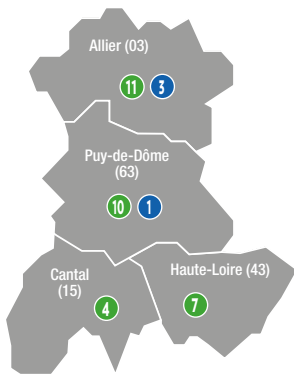 Allier (03)
11 3
Puy-de-Dôme
(63)
10 1
Cantal
(15)
4
Haute-Loire (43)
7